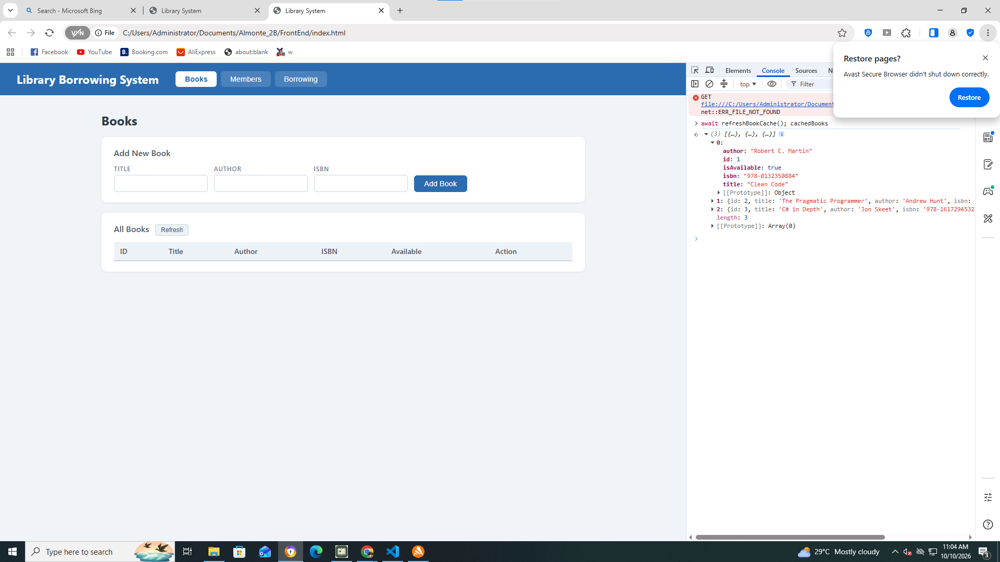 Search - Microsoft Bing
Library System
Library System
VPN
File
C:/Users/Administrator/Documents/Almonte_2B/FrontEnd/index.html
Facebook
YouTube
B.
Booking.com
AliExpress
about:blank
w
Restore pages?
Avast Secure Browser didn't shut down correctly.
Restore
Library Borrowing System
Books
Members
Borrowing
Books
Add New Book
TITLE
AUTHOR
ISBN
Add Book
All Books
Refresh
ID Title Author ISBN Available Action
Elements Console Sources N
top
Filter
GET
file:///C:/Users/Administrator/Document
net::ERR_FILE_NOT_FOUND
> await refreshBookCache(); cachedBooks
(3) [{…}, {…}, {…}] i
0:
author: "Robert C. Martin"
id: 1
isAvailable: true
isbn: "978-0132350884"
title: "Clean Code"
[[Prototype]]: Object
1: {id: 2, title: 'The Pragmatic Programmer', author: 'Andrew Hunt', isbn:
2: {id: 3, title: 'C# in Depth', author: 'Jon Skeet', isbn: '978-1617294532
length: 3
[[Prototype]]: Array(0)
>
Type here to search
29°C Mostly cloudy
11:04 AM
10/10/2026
3